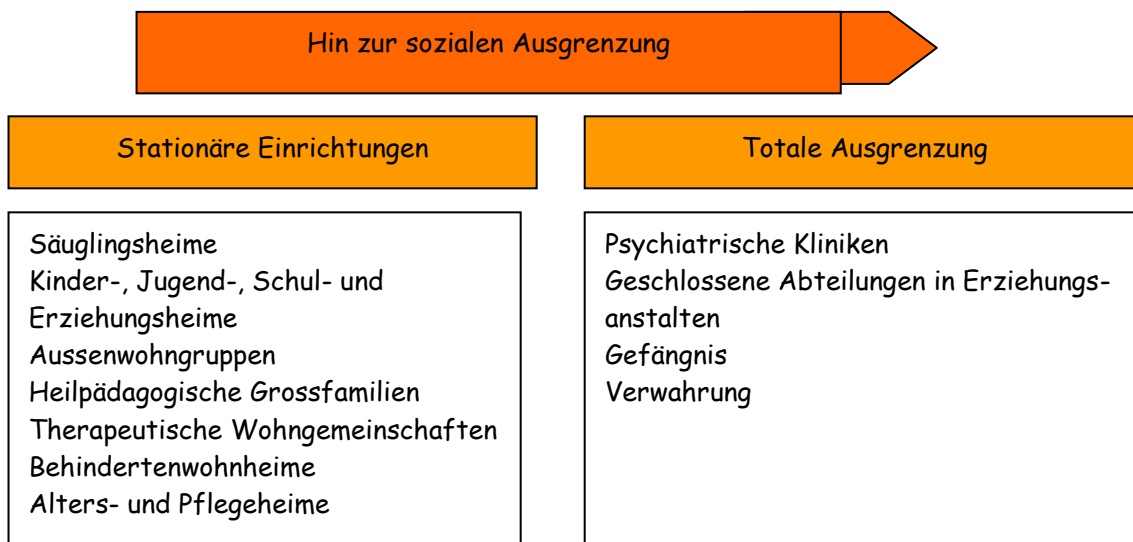 Hin zur sozialen Ausgrenzung
Stationäre Einrichtungen
Säuglingsheime
Kinder-, Jugend-, Schul- und
Erziehungsheime
Aussenwohngruppen
Heilpädagogische Grossfamilien
Therapeutische Wohngemeinschaften
Behindertenwohnheime
Alters- und Pflegeheime
Totale Ausgrenzung
Psychiatrische Kliniken
Geschlossene Abteilungen in Erziehungs-
anstalten
Gefängnis
Verwahrung